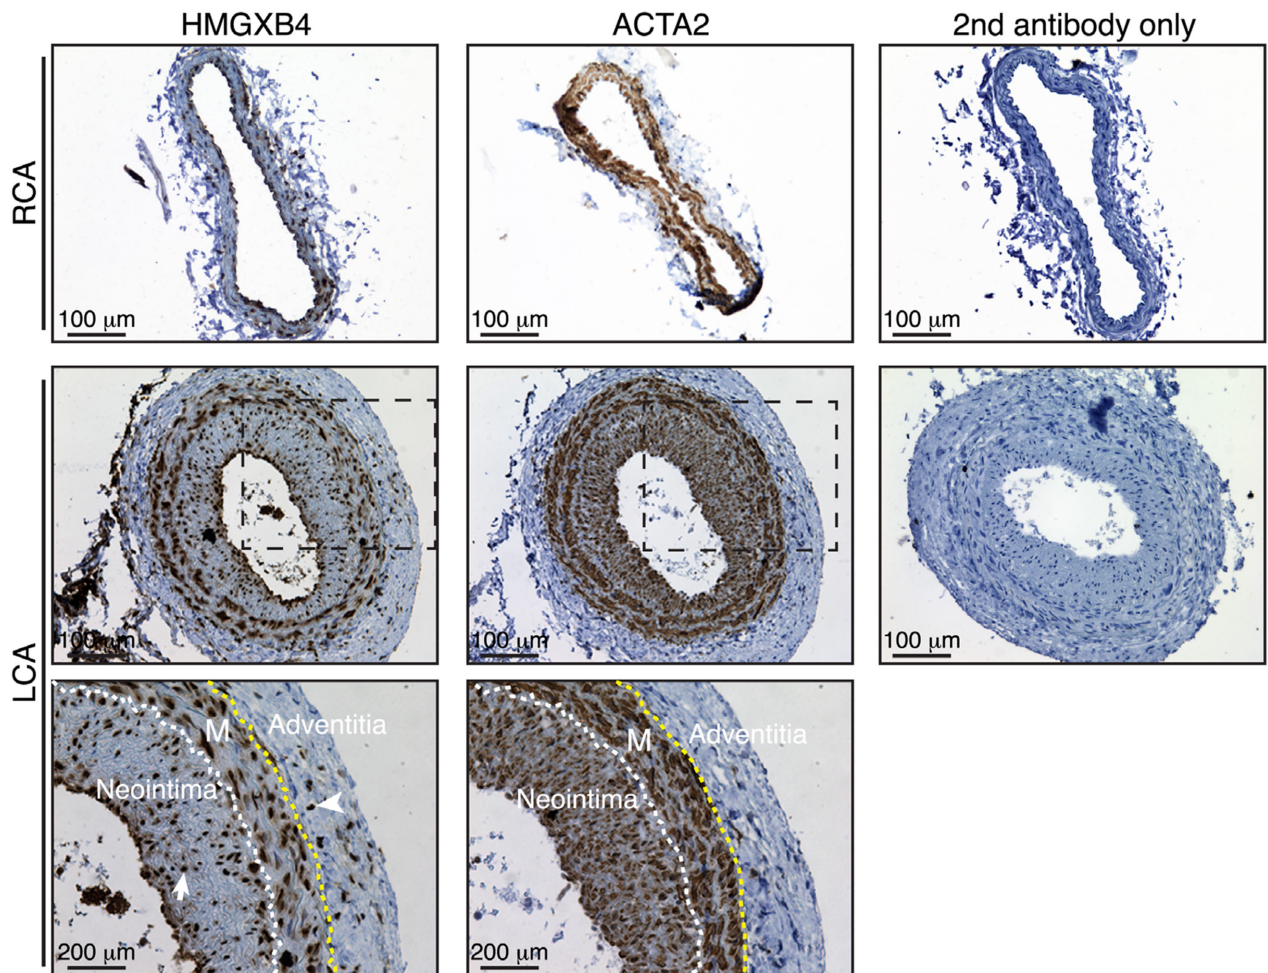 HMGXB4
ACTA2
2nd antibody only
RCA
100 μm
100 μm
100 μm
LCA
100 μm
100 μm
100 μm
M
Adventitia
Neointima
200 μm
M
Adventitia
Neointima
200 μm